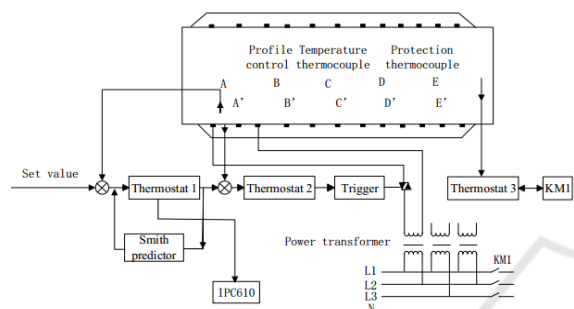 Profile Temperature Protection
control thermocouple thermocouple
A B C D E
A' B' C' D' E'
Set value
Thermostat 1
Thermostat 2
Trigger
Thermostat 3
KM1
Smith
predictor
Power transformer
IPC610
KM1
L1
L2
L3
N